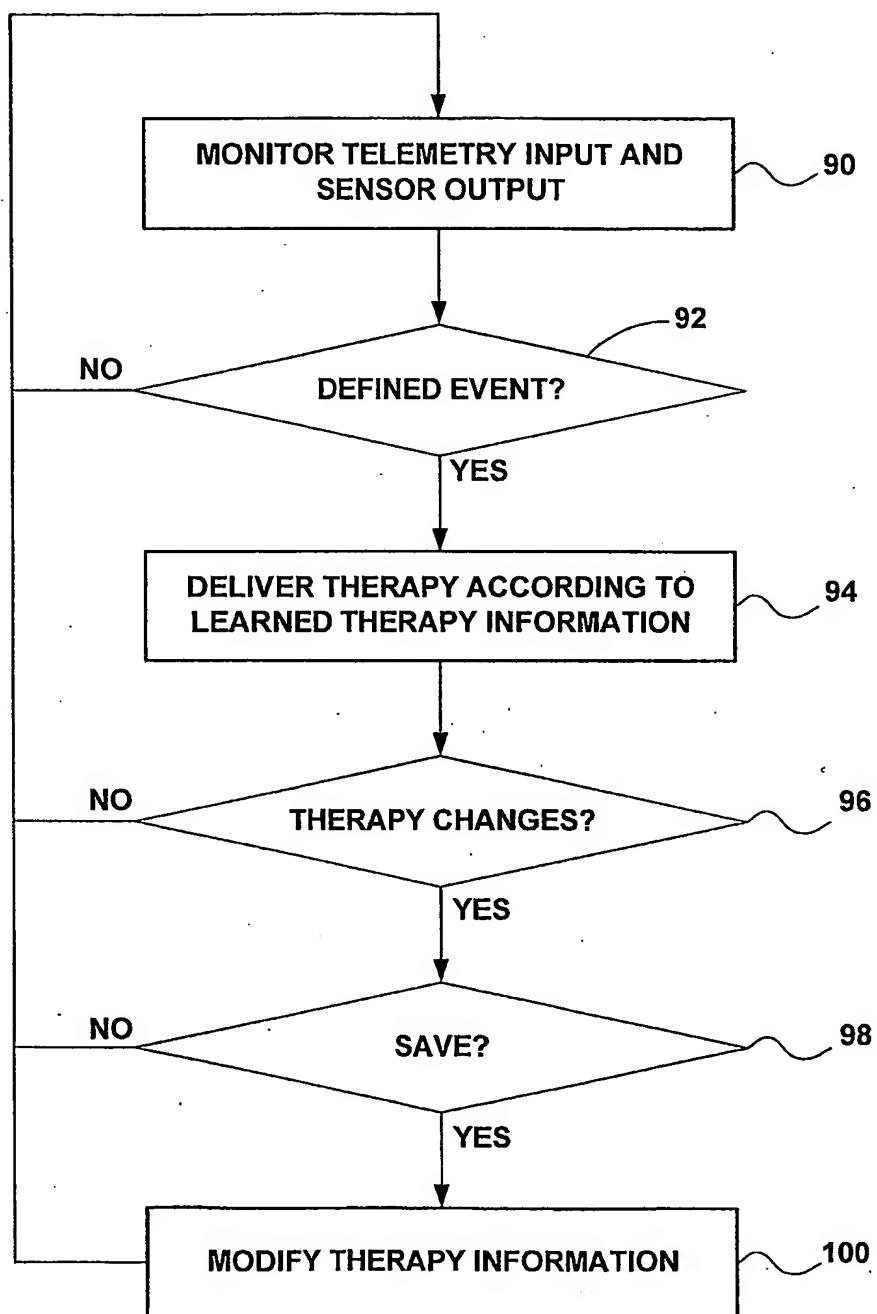 MONITOR TELEMETRY INPUT AND
SENSOR OUTPUT
90
92
NO
DEFINED EVENT?
YES
DELIVER THERAPY ACCORDING TO
LEARNED THERAPY INFORMATION
94
NO
THERAPY CHANGES?
96
YES
NO
SAVE?
98
YES
MODIFY THERAPY INFORMATION
100